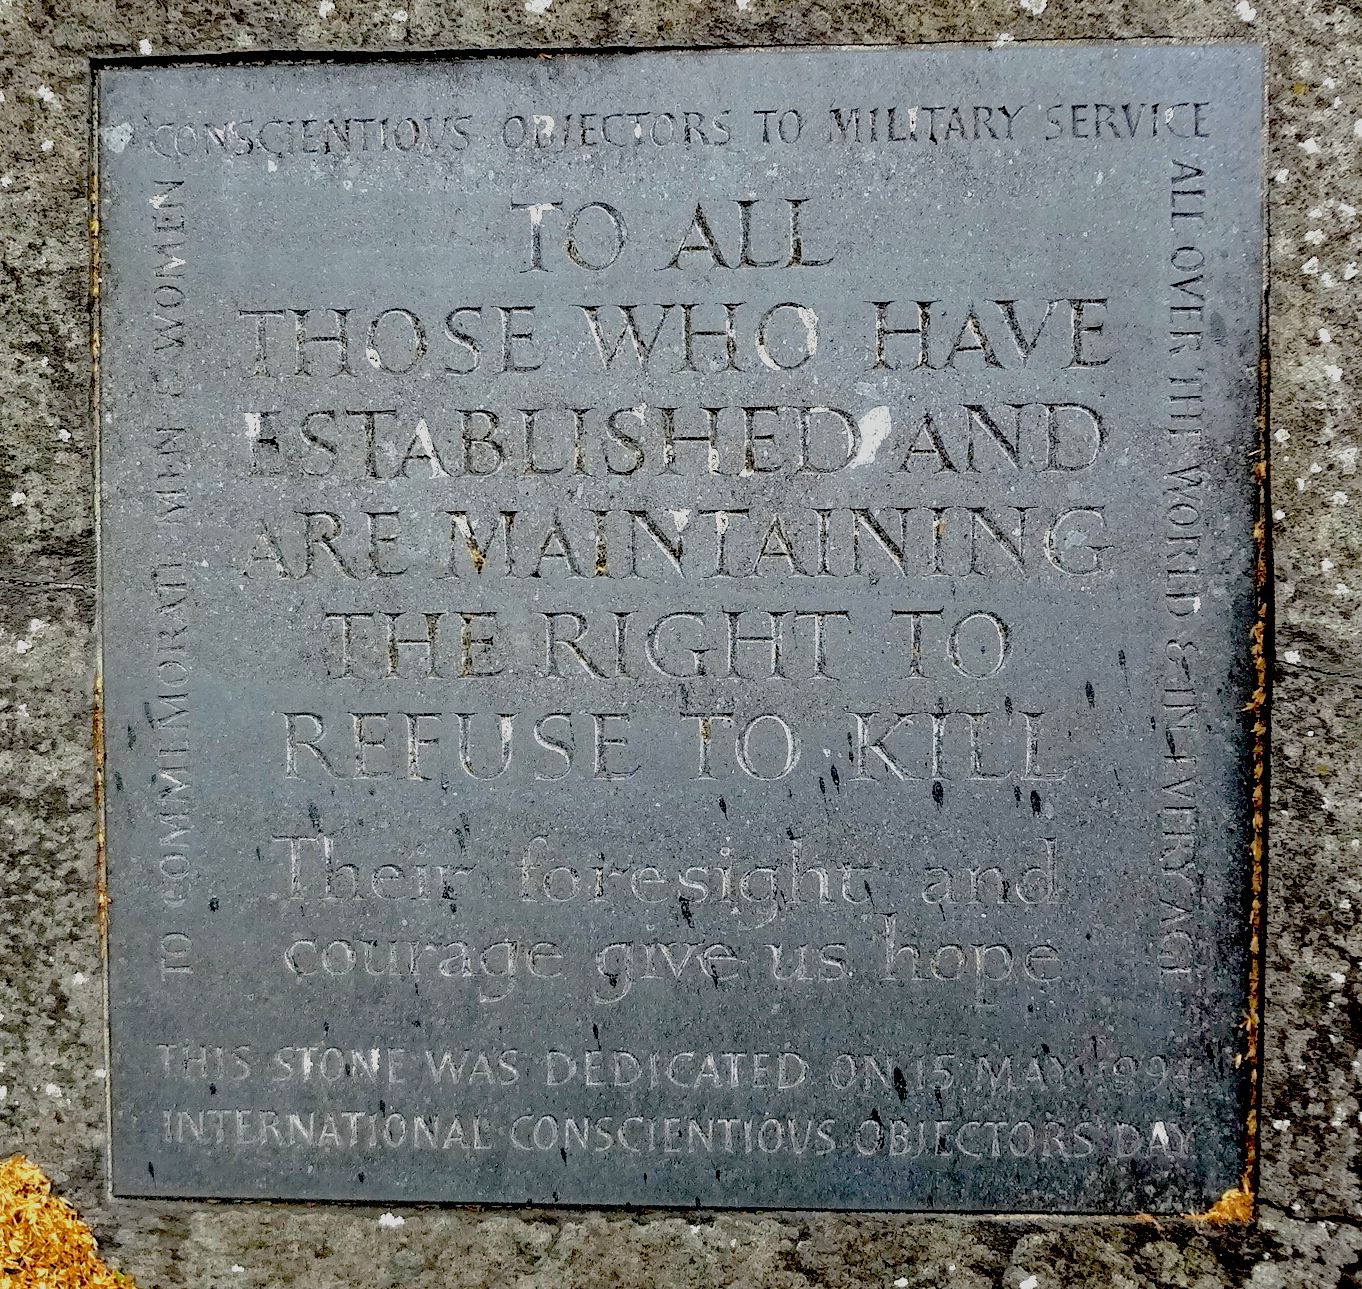 TO COMMEMORATE MEN & WOMEN
CONSCIENTIOUS OBJECTORS TO MILITARY SERVICE
ALL OVER THE WORLD & IN EVERY AGE
TO ALL
THOSE WHO HAVE
ESTABLISHED AND
ARE MAINTAINING
THE RIGHT TO
REFUSE TO KILL
Their foresight and
courage give us hope
THIS STONE WAS DEDICATED ON 15 MAY 1994
INTERNATIONAL CONSCIENTIOUS OBJECTORS' DAY